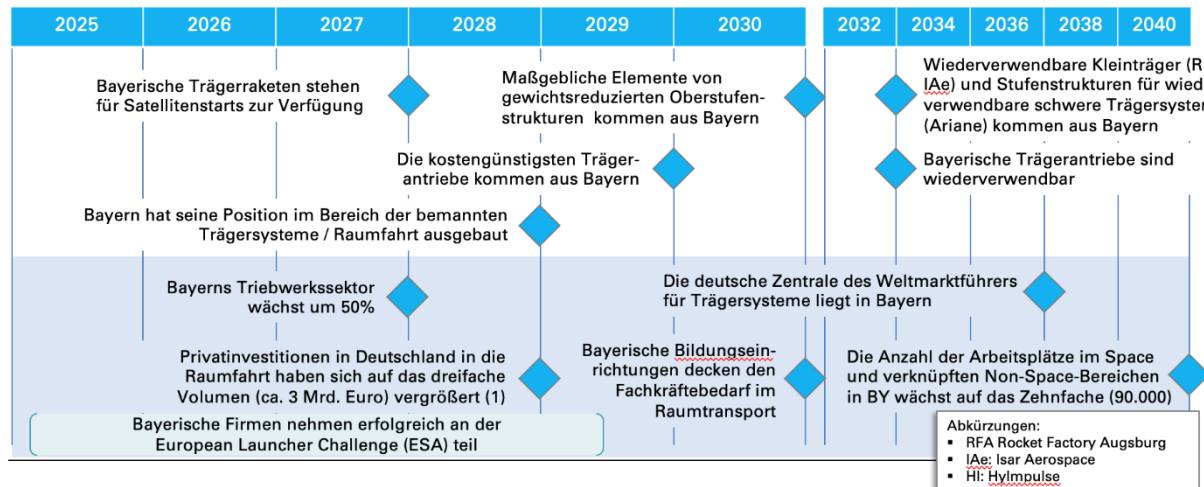 2025 2026 2027 2028 2029 2030 2032 2034 2036 2038 2040
Bayerische Trägerraketen stehen
für Satellitenstarts zur Verfügung
Maßgebliche Elemente von
gewichtsreduzierten Oberstufen-
strukturen kommen aus Bayern
Wiederverwendbare Kleinträger (R
IAe) und Stufenstrukturen für wied
verwendbare schwere Trägersystem
(Ariane) kommen aus Bayern
Die kostengünstigsten Träger-
antriebe kommen aus Bayern
Bayerische Trägerantriebe sind
wiederverwendbar
Bayern hat seine Position im Bereich der bemannten
Trägersysteme / Raumfahrt ausgebaut
Bayerns Triebwerkssektor
wächst um 50%
Die deutsche Zentrale des Weltmarktführers
für Trägersysteme liegt in Bayern
Privatinvestitionen in Deutschland in die
Raumfahrt haben sich auf das dreifache
Volumen (ca. 3 Mrd. Euro) vergrößert (1)
Bayerische Bildungsein-
richtungen decken den
Fachkräftebedarf im
Raumtransport
Die Anzahl der Arbeitsplätze im Space
und verknüpften Non-Space-Bereichen
in BY wächst auf das Zehnfache (90.000)
Bayerische Firmen nehmen erfolgreich an der
European Launcher Challenge (ESA) teil
Abkürzungen:
▪ RFA Rocket Factory Augsburg
▪ IAe: Isar Aerospace
▪ HI: HyImpulse